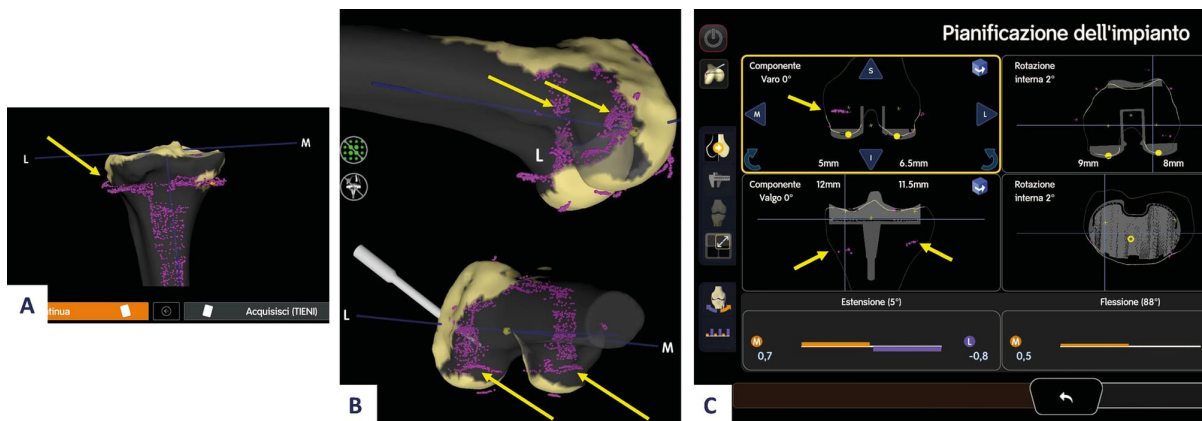 L
M
ntinua
Acquisisci (TIENI)
A
L
L
M
B
Pianificazione dell'impianto
Componente
Varo 0°
S
M
L
I
5mm
6.5mm
Rotazione
interna 2°
9mm
8mm
Componente
Valgo 0°
12mm
11.5mm
Rotazione
interna 2°
Estensione (5°)
Flessione (88°)
M
L
0,7
-0,8
M
0,5
C